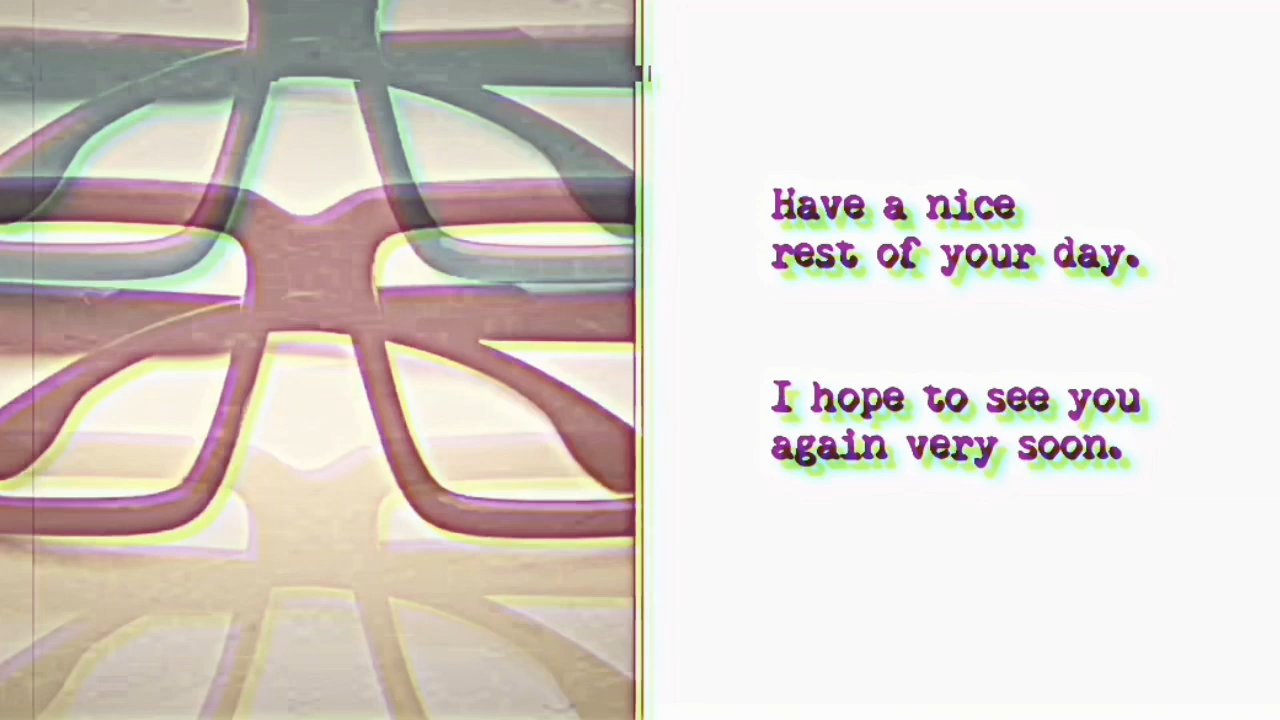 Have a nice
rest of your day.
I hope to see you
again very soon.